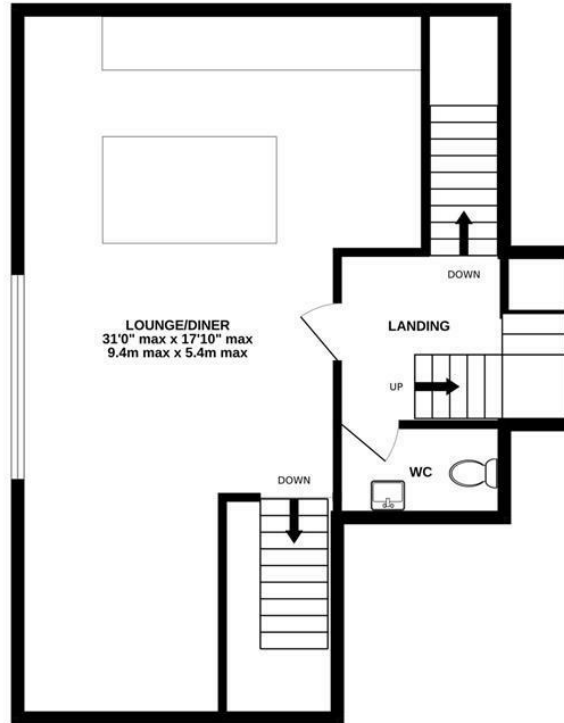 DOWN
LOUNGE/DINER
31'0" max x 17'10" max
9.4m max x 5.4m max
LANDING
UP
WC
DOWN